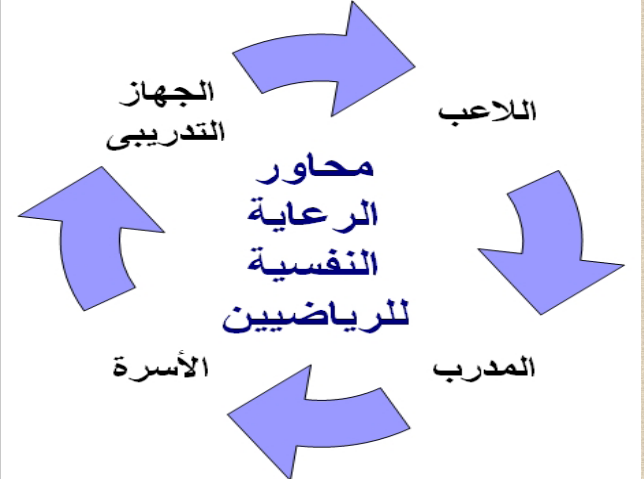 الجهاز
التدريبى
اللاعب
محاور
الرعاية
النفسية
للرياضيين
الأسرة
المدرب